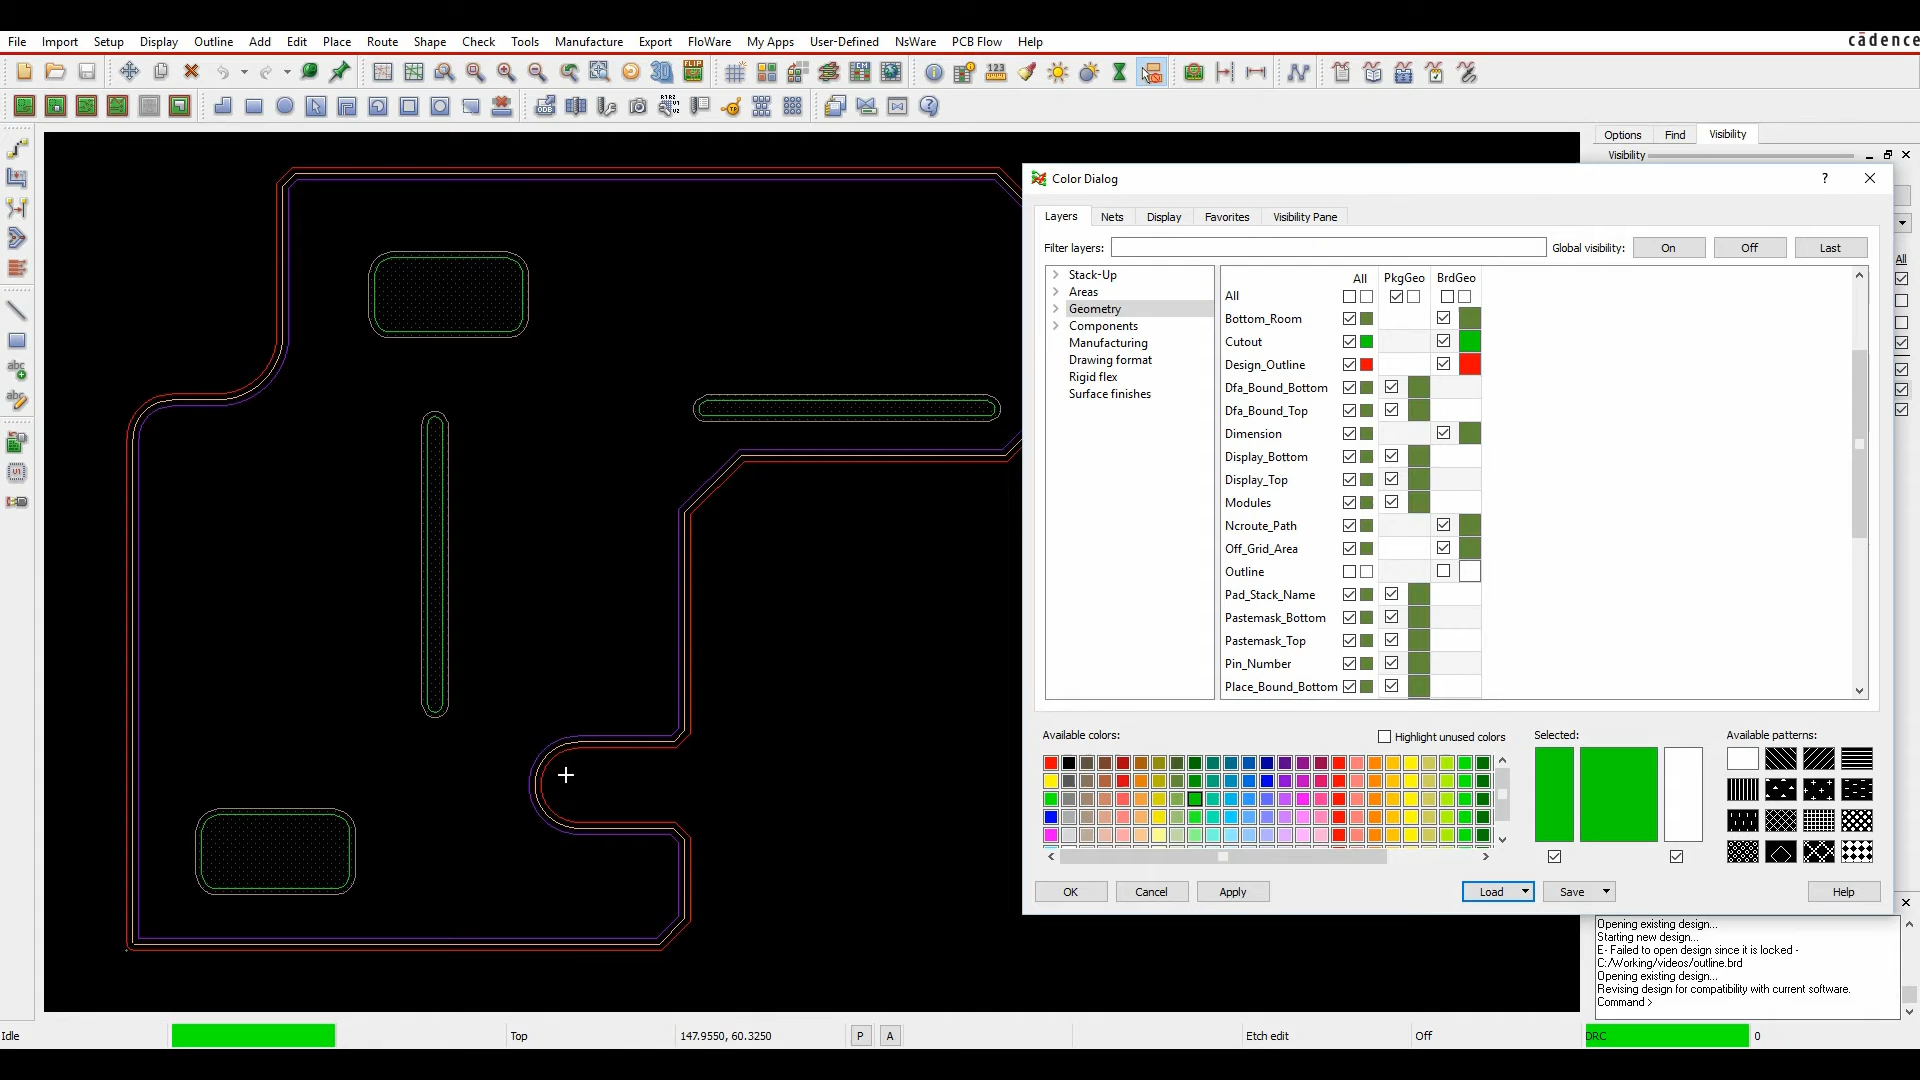 File Import Setup Display Outline Add Edit Place Route Shape Check Tools Manufacture Export FloWare My Apps User-Defined NsWare PCB Flow Help
cādence
Options Find Visibility
Visibility
Color Dialog
Layers Nets Display Favorites Visibility Pane
Filter layers: Global visibility: On Off Last
All
Stack-Up
Areas
Geometry
Components
Manufacturing
Drawing format
Rigid flex
Surface finishes
All PkgGeo BrdGeo
All
Bottom_Room
Cutout
Design_Outline
Dfa_Bound_Bottom
Dfa_Bound_Top
Dimension
Display_Bottom
Display_Top
Modules
Ncroute_Path
Off_Grid_Area
Outline
Pad_Stack_Name
Pastemask_Bottom
Pastemask_Top
Pin_Number
Place_Bound_Bottom
Available colors: Highlight unused colors Selected: Available patterns:
OK Cancel Apply Load Save Help
Opening existing design...
Starting new design...
E- Failed to open design since it is locked -
C:/Working/videos/outline.brd
Opening existing design...
Revising design for compatibility with current software.
Command >
Idle Top 147.9550, 60.3250 P A Etch edit Off DRC 0